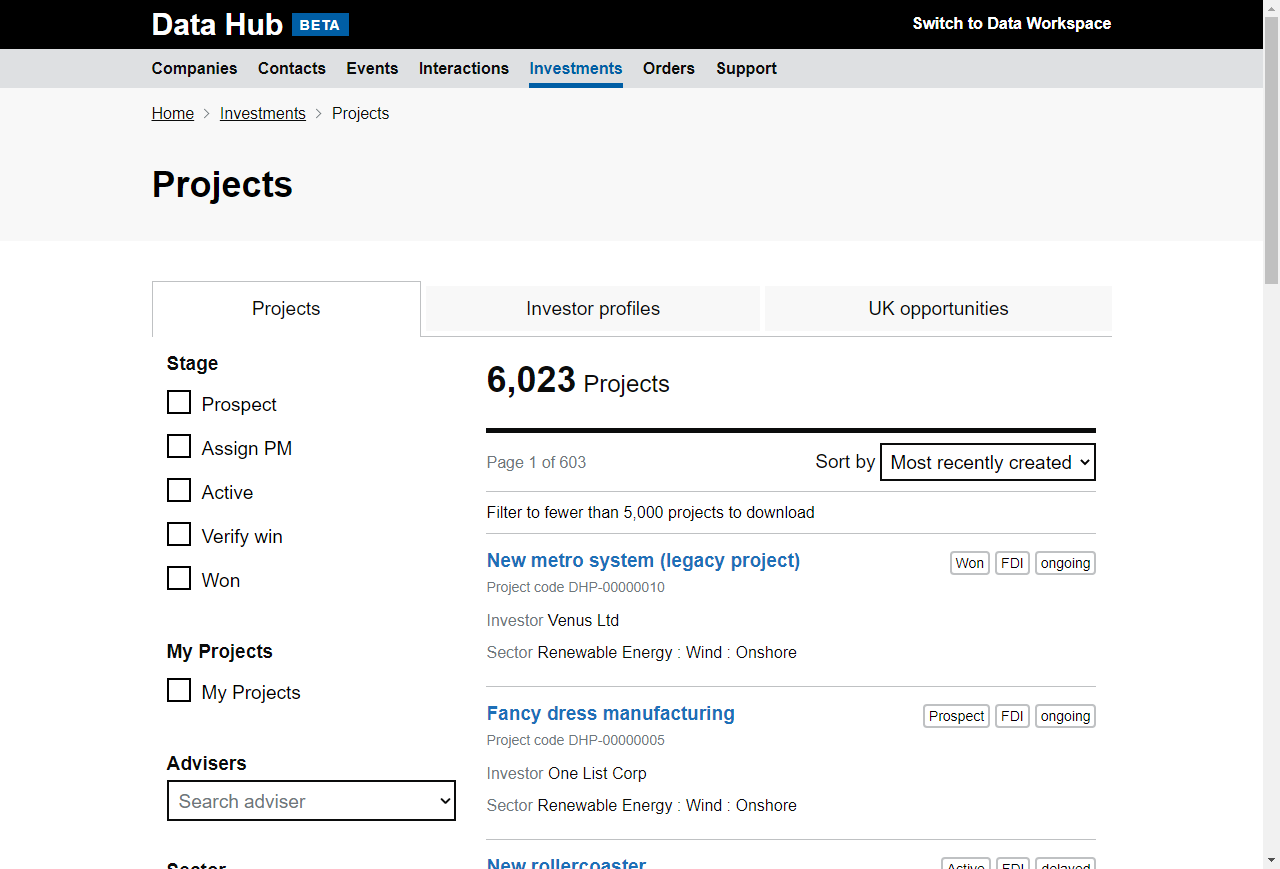 Data Hub BETA
Switch to Data Workspace
Companies Contacts Events Interactions Investments Orders Support
Home Investments Projects
Projects
Projects Investor profiles UK opportunities
Stage
Prospect
Assign PM
Active
Verify win
Won
My Projects
My Projects
Advisers
Search adviser
Sector
6,023 Projects
Page 1 of 603
Sort by Most recently created
Filter to fewer than 5,000 projects to download
New metro system (legacy project)
Won FDI ongoing
Project code DHP-00000010
Investor Venus Ltd
Sector Renewable Energy : Wind : Onshore
Fancy dress manufacturing
Prospect FDI ongoing
Project code DHP-00000005
Investor One List Corp
Sector Renewable Energy : Wind : Onshore
New rollercoaster
Active FDI delayed